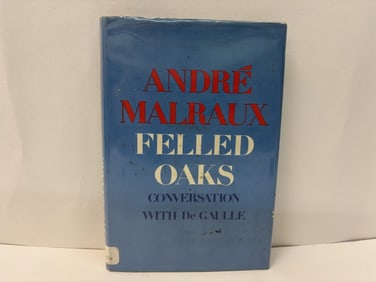 ANDRÉ
MALRAUX
FELLED
OAKS
CONVERSATION
WITH De GAULLE